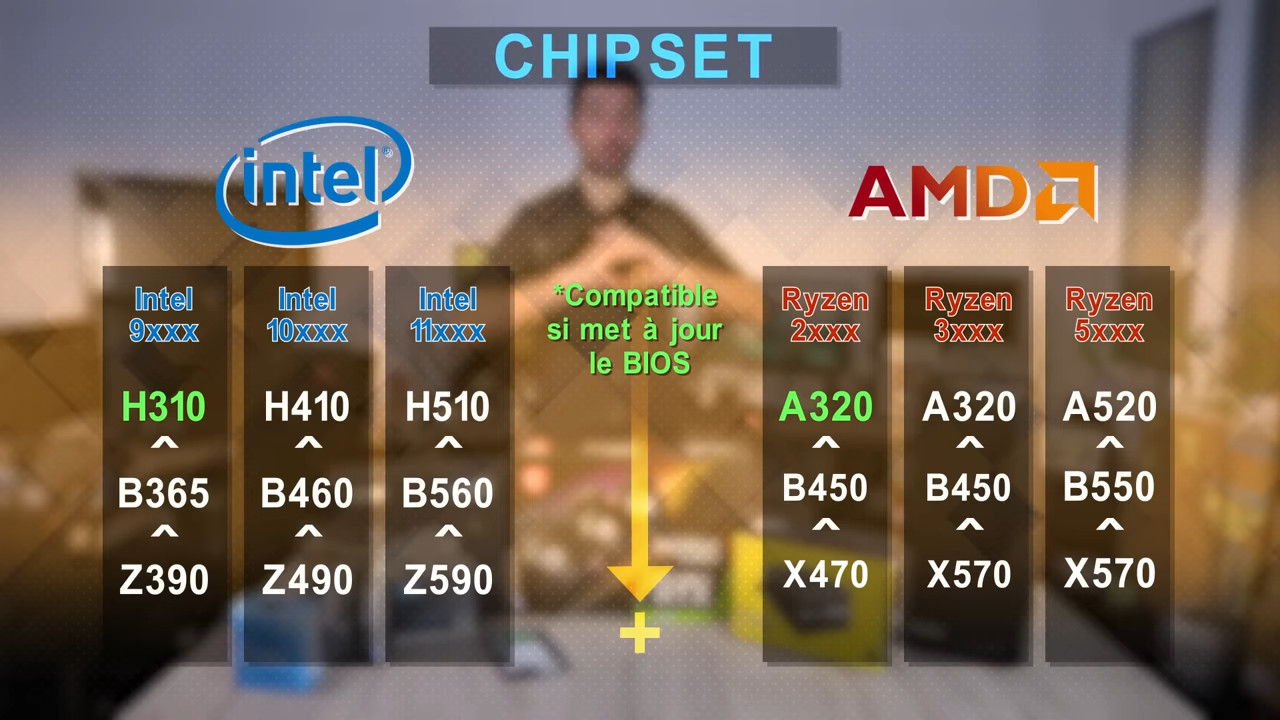 CHIPSET
intel®
AMD
Intel
9xxx
H310
^
B365
^
Z390
Intel
10xxx
H410
^
B460
^
Z490
Intel
11xxx
H510
^
B560
^
Z590
*Compatible
si met à jour
le BIOS
+
Ryzen
2xxx
A320
^
B450
^
X470
Ryzen
3xxx
A320
^
B450
^
X570
Ryzen
5xxx
A520
^
B550
^
X570